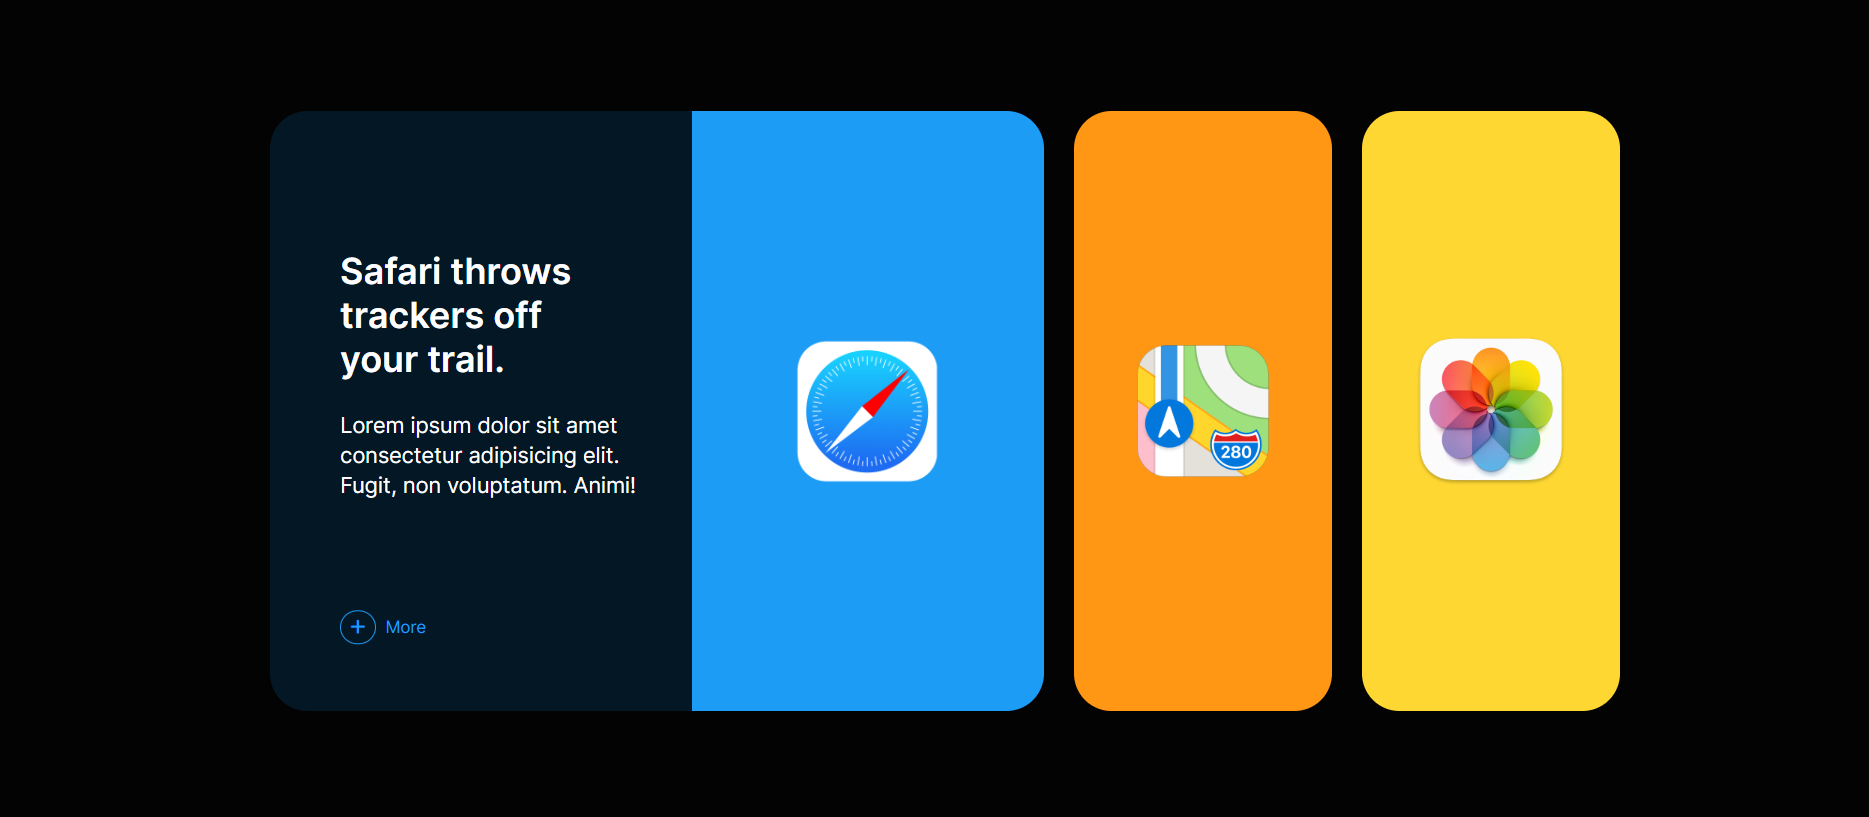 Safari throws
trackers off
your trail.
Lorem ipsum dolor sit amet
consectetur adipisicing elit.
Fugit, non voluptatum. Animi!
More
280